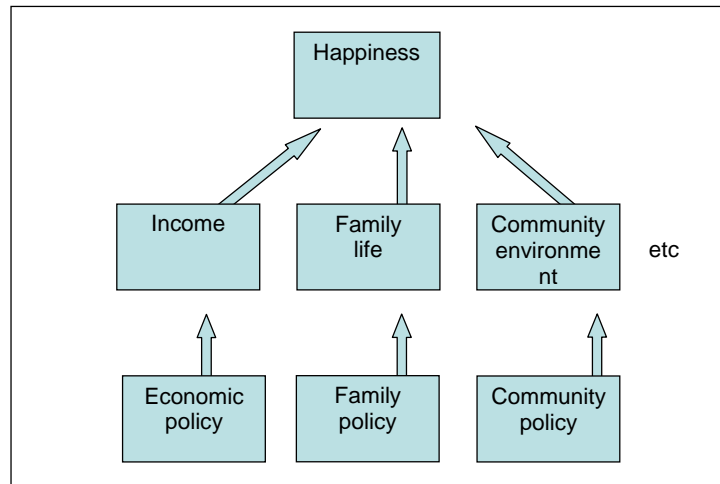 Happiness
Income
Family
life
Community
environme
nt
etc
Economic
policy
Family
policy
Community
policy